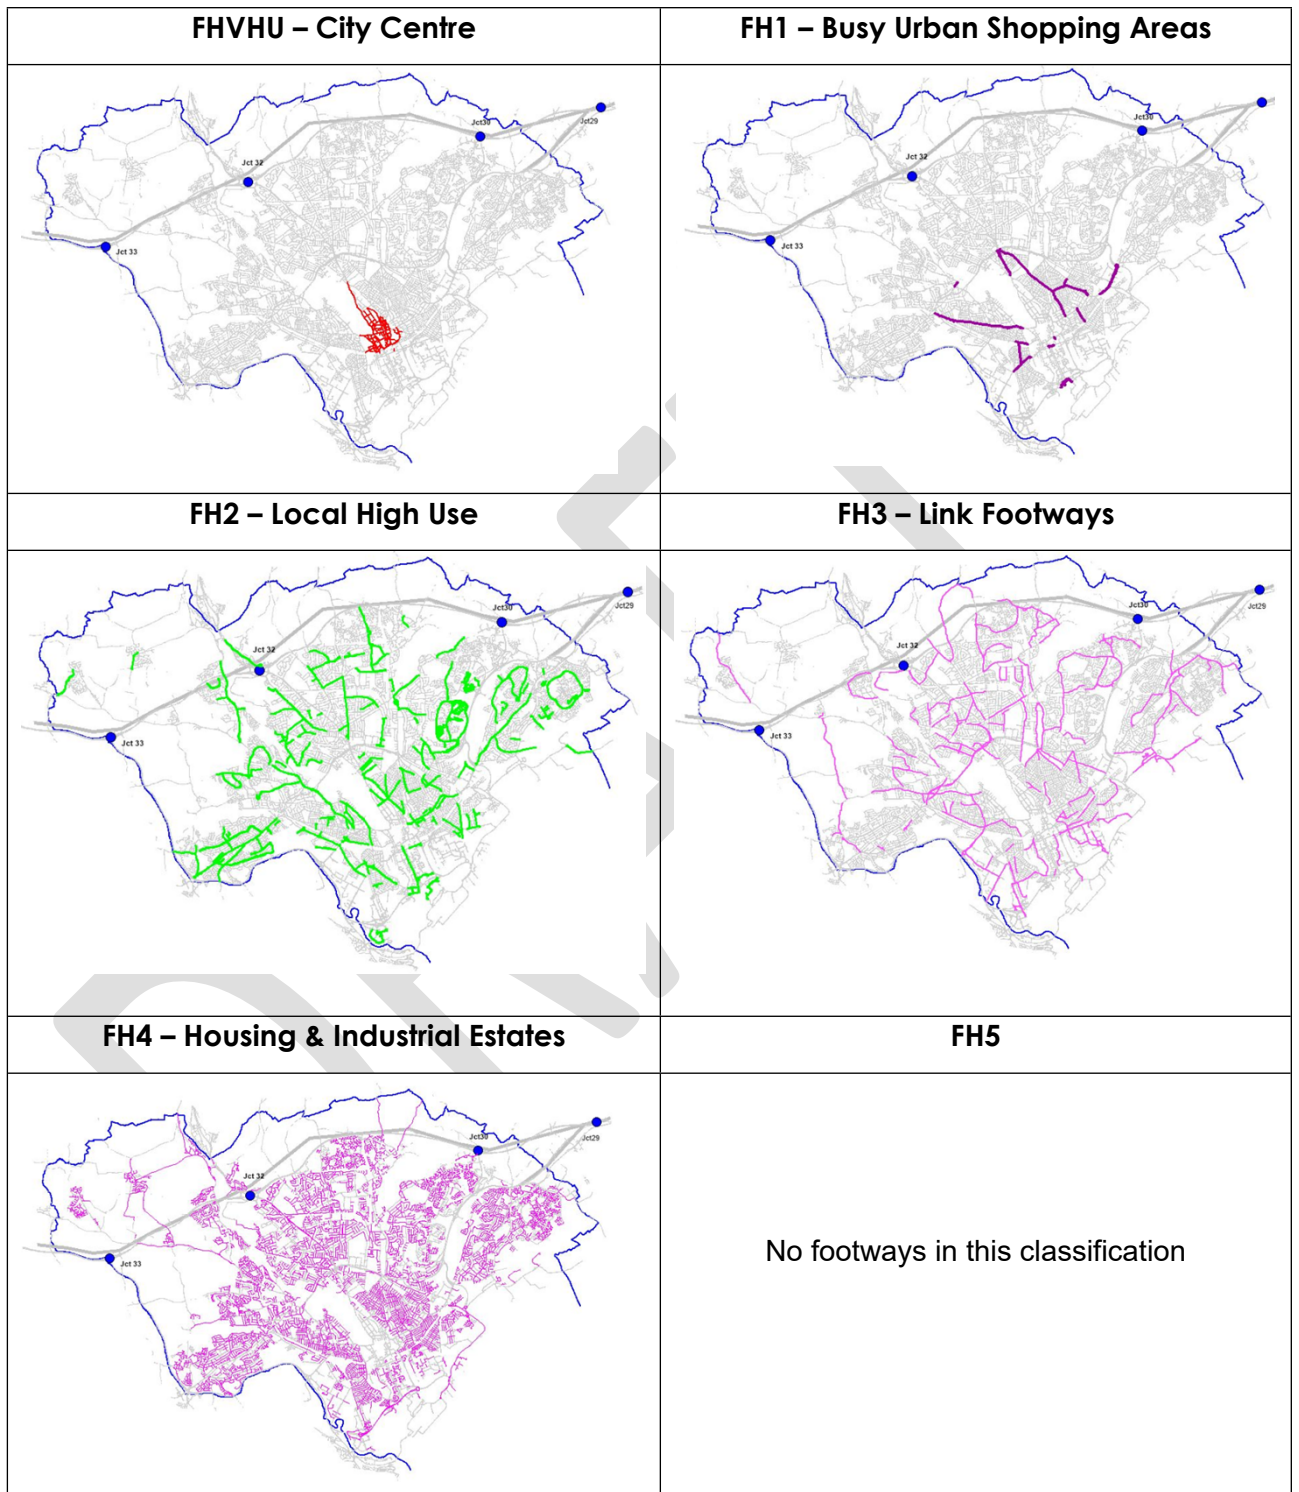 FHVHU – City Centre
FH1 – Busy Urban Shopping Areas
Jct30
Jct29
Jct 32
Jct 33
Jct30
Jct 32
Jct 33
FH2 – Local High Use
FH3 – Link Footways
Jct30
Jct29
Jct 32
Jct 33
Jct30
Jct29
Jct 32
Jct 33
FH4 – Housing & Industrial Estates
FH5
Jct30
Jct29
Jct 32
Jct 33
No footways in this classification